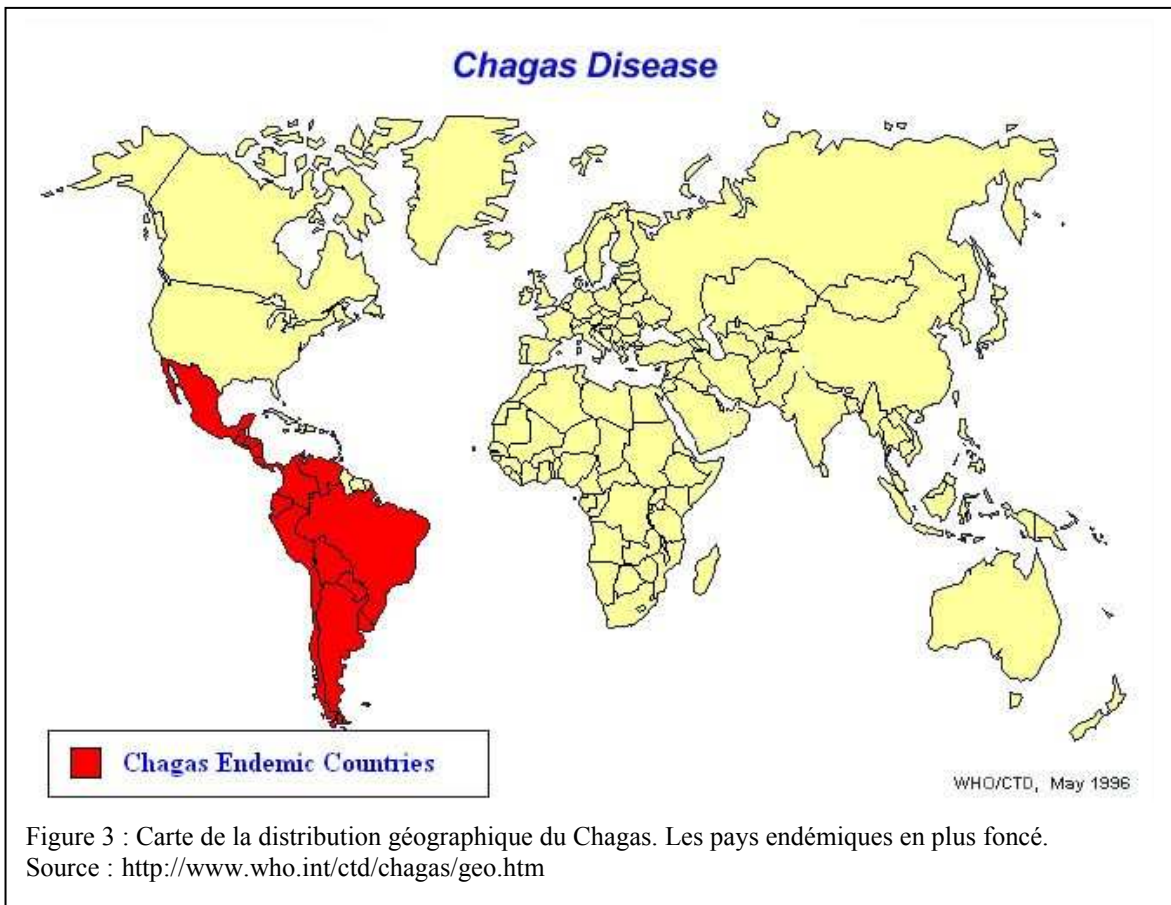 Chagas Disease
Chagas Endemic Countries
WHO/CTD, May 1996
Figure 3 : Carte de la distribution géographique du Chagas. Les pays endémiques en plus foncé.
Source : http://www.who.int/ctd/chagas/geo.htm